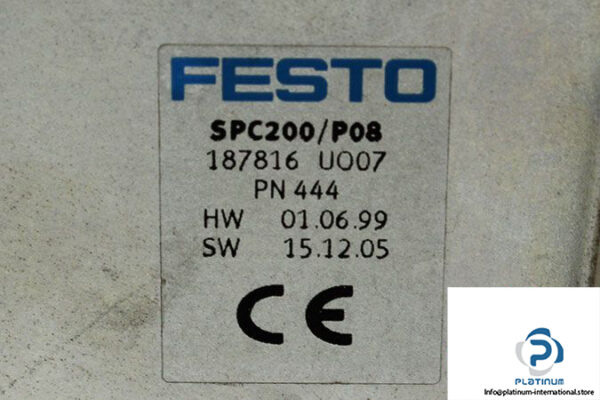 FESTO
SPC200/P08
187816 UO07
PN 444
HW 01.06.99
SW 15.12.05
CE
P
PLATINUM
Info@platinum-international.store